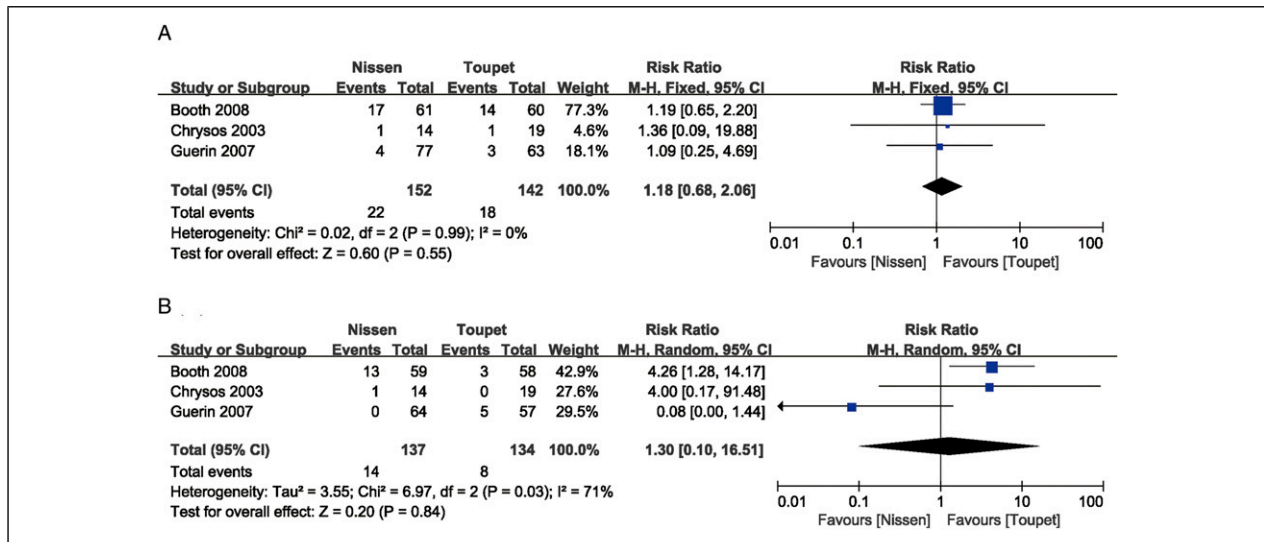 A
Nissen Toupet Risk Ratio Risk Ratio
Study or Subgroup Events Total Events Total Weight M-H, Fixed, 95% CI M-H, Fixed, 95% CI
Booth 2008 17 61 14 60 77.3% 1.19 [0.65, 2.20]
Chrysos 2003 1 14 1 19 4.6% 1.36 [0.09, 19.88]
Guerin 2007 4 77 3 63 18.1% 1.09 [0.25, 4.69]
Total (95% CI) 152 142 100.0% 1.18 [0.68, 2.06]
Total events 22 18
Heterogeneity: Chi² = 0.02, df = 2 (P = 0.99); I² = 0%
Test for overall effect: Z = 0.60 (P = 0.55)
0.01 0.1 1 10 100
Favours [Nissen] Favours [Toupet]
B
Nissen Toupet Risk Ratio Risk Ratio
Study or Subgroup Events Total Events Total Weight M-H, Random, 95% CI M-H, Random, 95% CI
Booth 2008 13 59 3 58 42.9% 4.26 [1.28, 14.17]
Chrysos 2003 1 14 0 19 27.6% 4.00 [0.17, 91.48]
Guerin 2007 0 64 5 57 29.5% 0.08 [0.00, 1.44]
Total (95% CI) 137 134 100.0% 1.30 [0.10, 16.51]
Total events 14 8
Heterogeneity: Tau² = 3.55; Chi² = 6.97, df = 2 (P = 0.03); I² = 71%
Test for overall effect: Z = 0.20 (P = 0.84)
0.01 0.1 1 10 100
Favours [Nissen] Favours [Toupet]